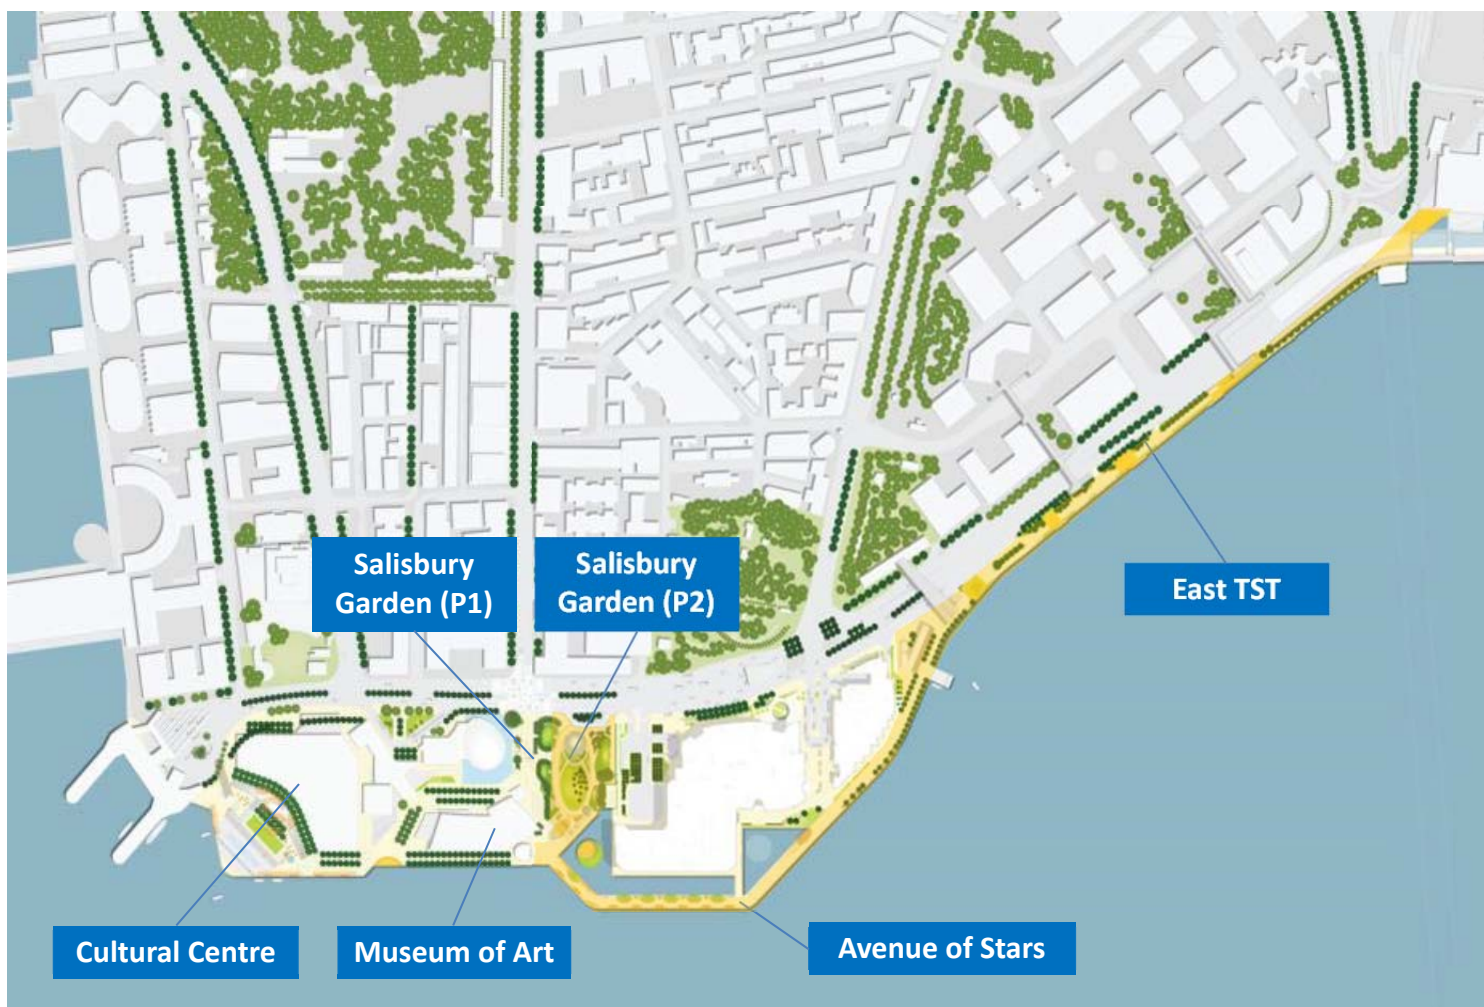 Salisbury
Garden (P1)
Salisbury
Garden (P2)
East TST
Cultural Centre
Museum of Art
Avenue of Stars